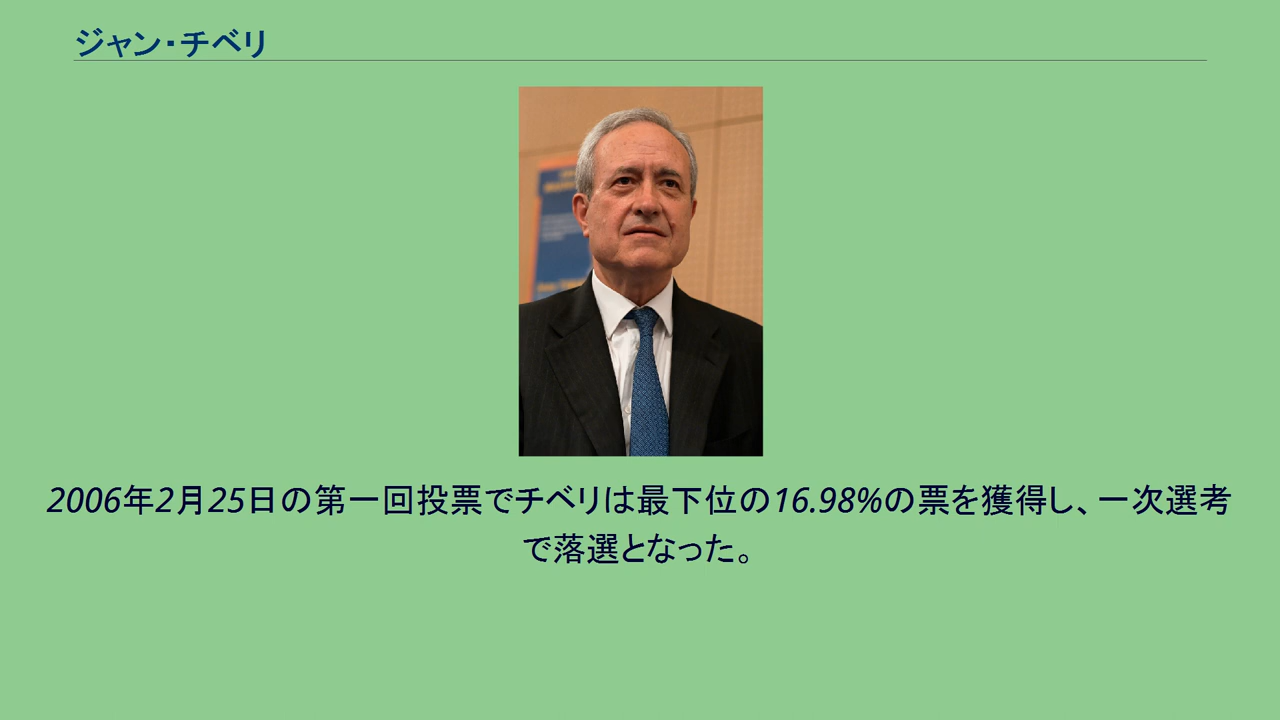 ジャン・チベリ
2006年2月25日の第一回投票でチベリは最下位の16.98%の票を獲得し、一次選考
で落選となった。